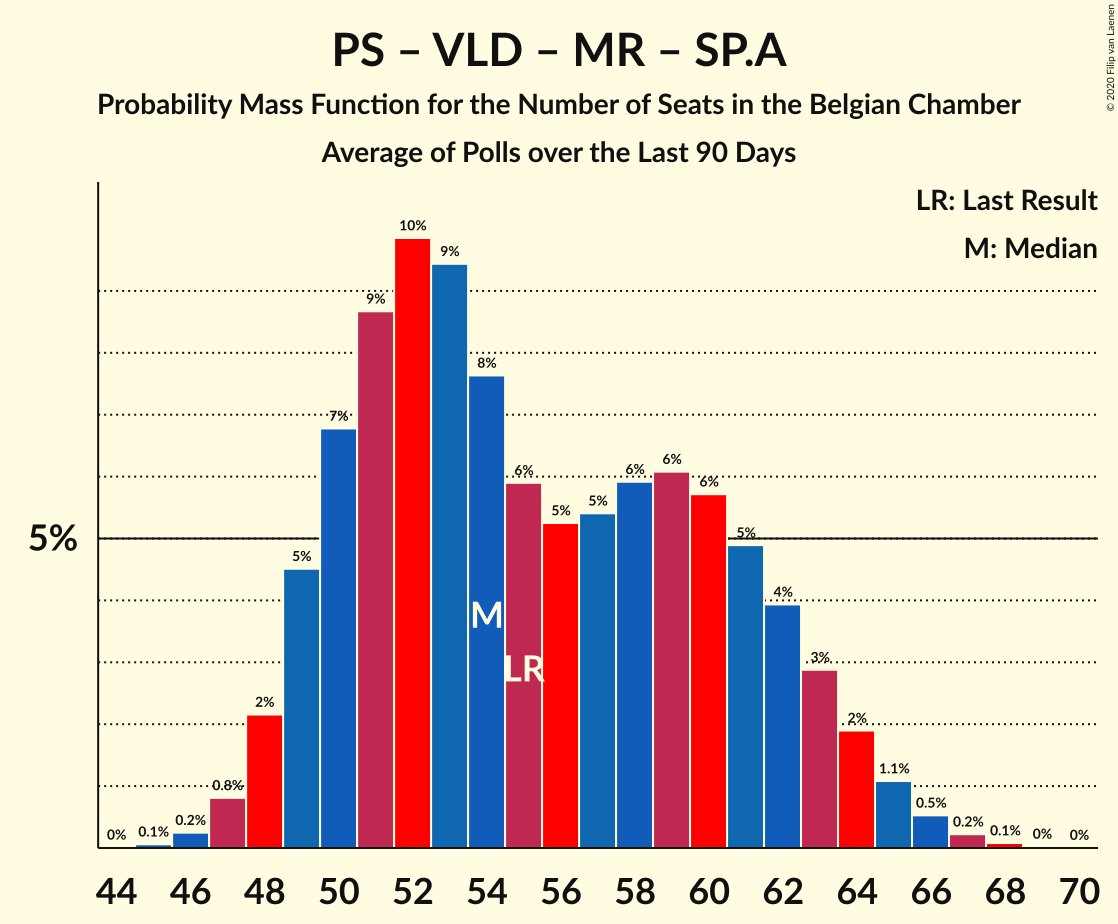 PS – VLD – MR – SP.A
Probability Mass Function for the Number of Seats in the Belgian Chamber
Average of Polls over the Last 90 Days
© 2020 Filip van Laenen
LR: Last Result
M: Median
5%
0% 0.1% 0.2% 0.8% 2% 5% 7% 9% 10% 9% 8% 6% 5% 5% 6% 6% 6% 5% 4% 3% 2% 1.1% 0.5% 0.2% 0.1% 0% 0%
M
LR
44 46 48 50 52 54 56 58 60 62 64 66 68 70